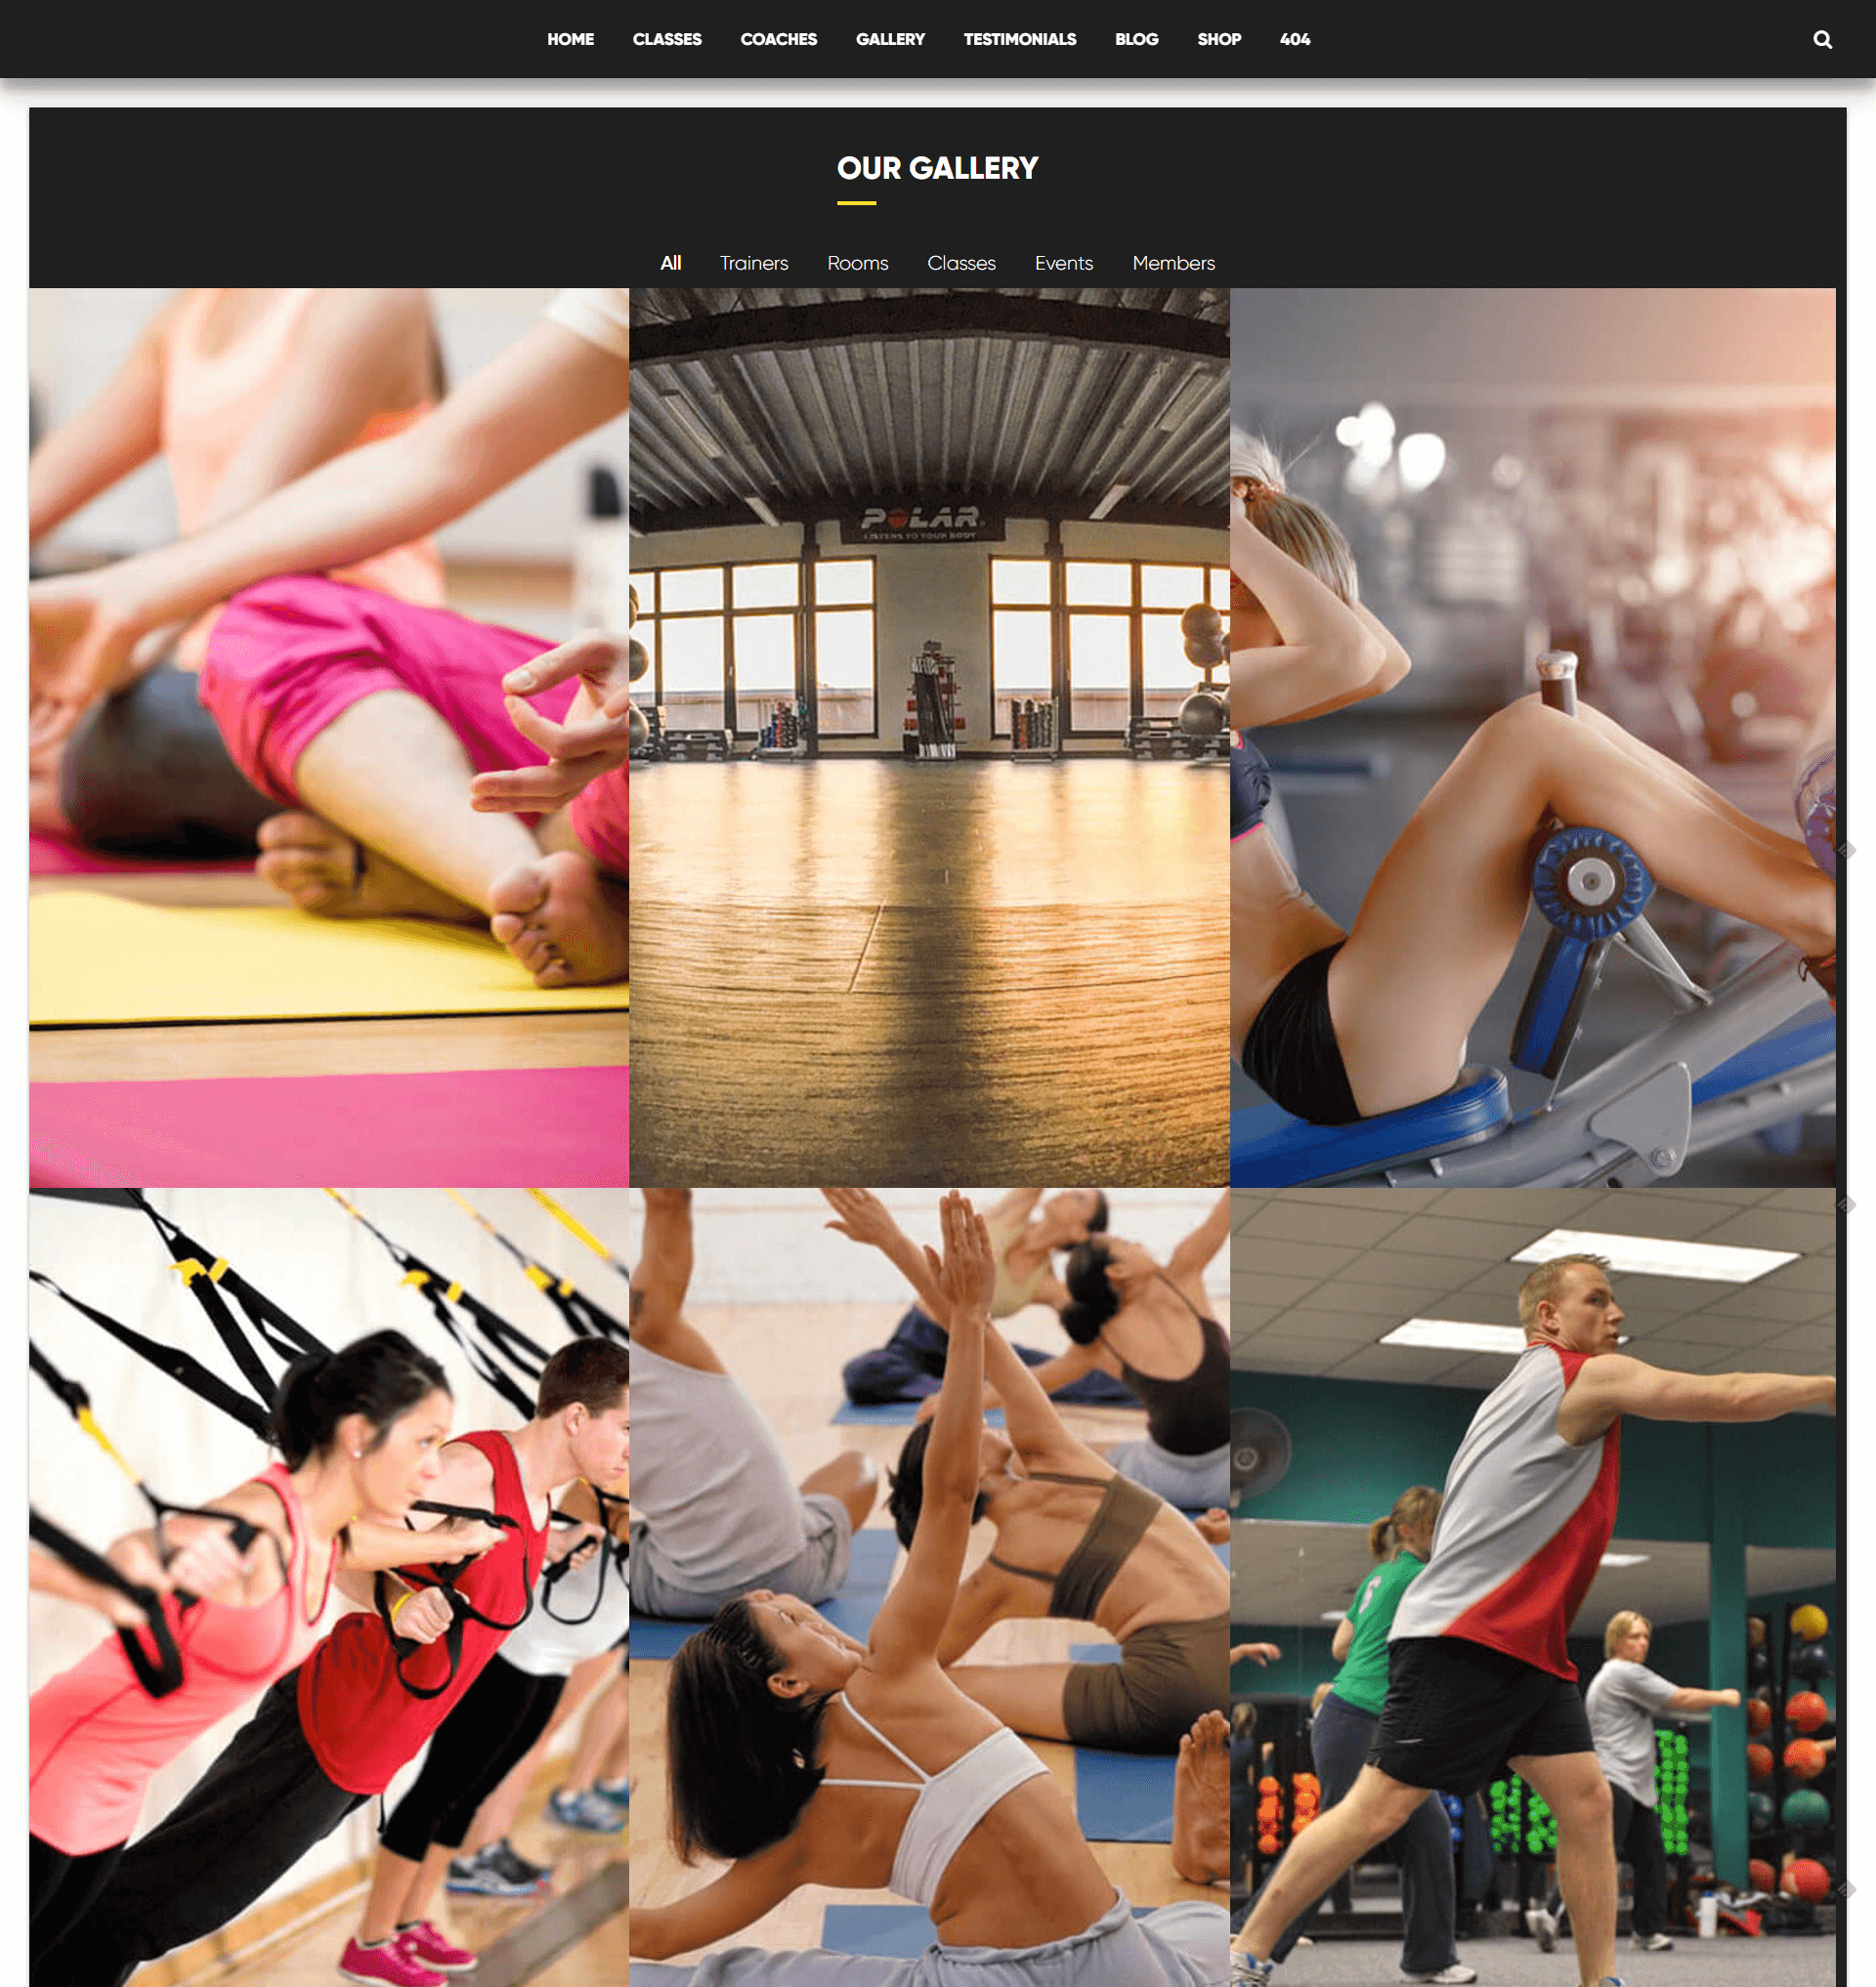 HOME CLASSES COACHES GALLERY TESTIMONIALS BLOG SHOP 404
OUR GALLERY
All Trainers Rooms Classes Events Members
POLAR
LISTENS TO YOUR BODY